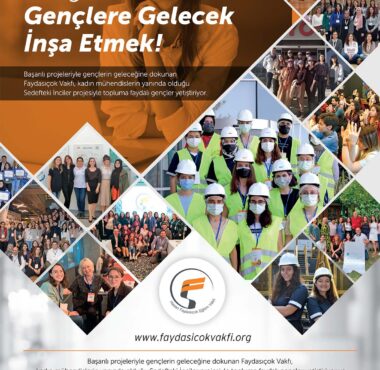 Gençlere Gelecek
İnşa Etmek!
Başarılı projeleriyle gençlerin geleceğine dokunan
Faydasıçok Vakfı, kadın mühendislerin yanında olduğu
Sedefteki İnciler projesiyle topluma faydalı gençler yetiştiriyor.
www.faydasicokvakfi.org
Başarılı projeleriyle gençlerin geleceğine dokunan Faydasıçok Vakfı,